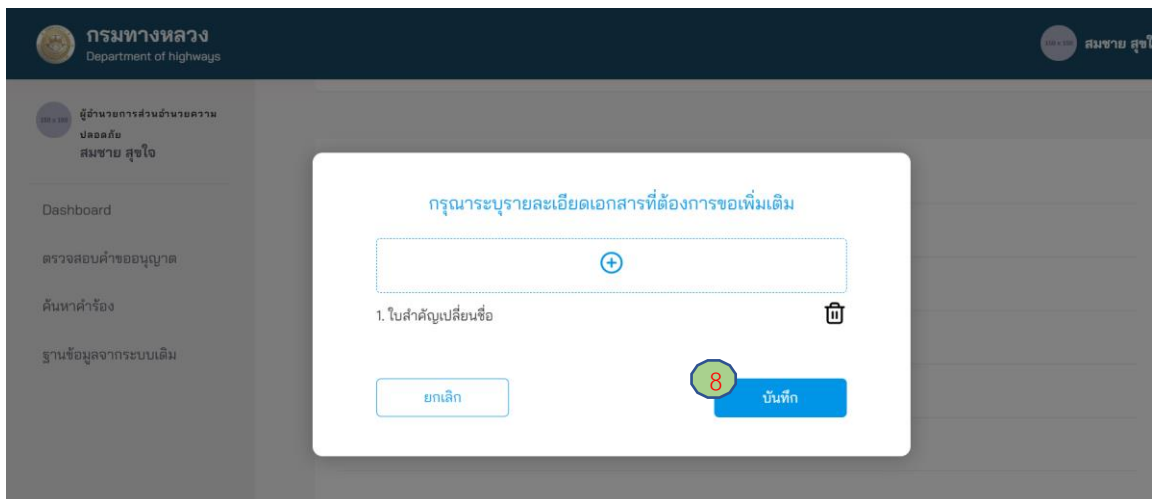 กรมทางหลวง
Department of highways
สมชาย สุขใ
ผู้อำนวยการส่วนอำนวยความ
ปลอดภัย
สมชาย สุขใจ
Dashboard
ตรวจสอบคำขออนุญาต
ค้นหาคำร้อง
ฐานข้อมูลจากระบบเดิม
กรุณาระบุรายละเอียดเอกสารที่ต้องการขอเพิ่มเติม
1. ใบสำคัญเปลี่ยนชื่อ
ยกเลิก
8
บันทึก